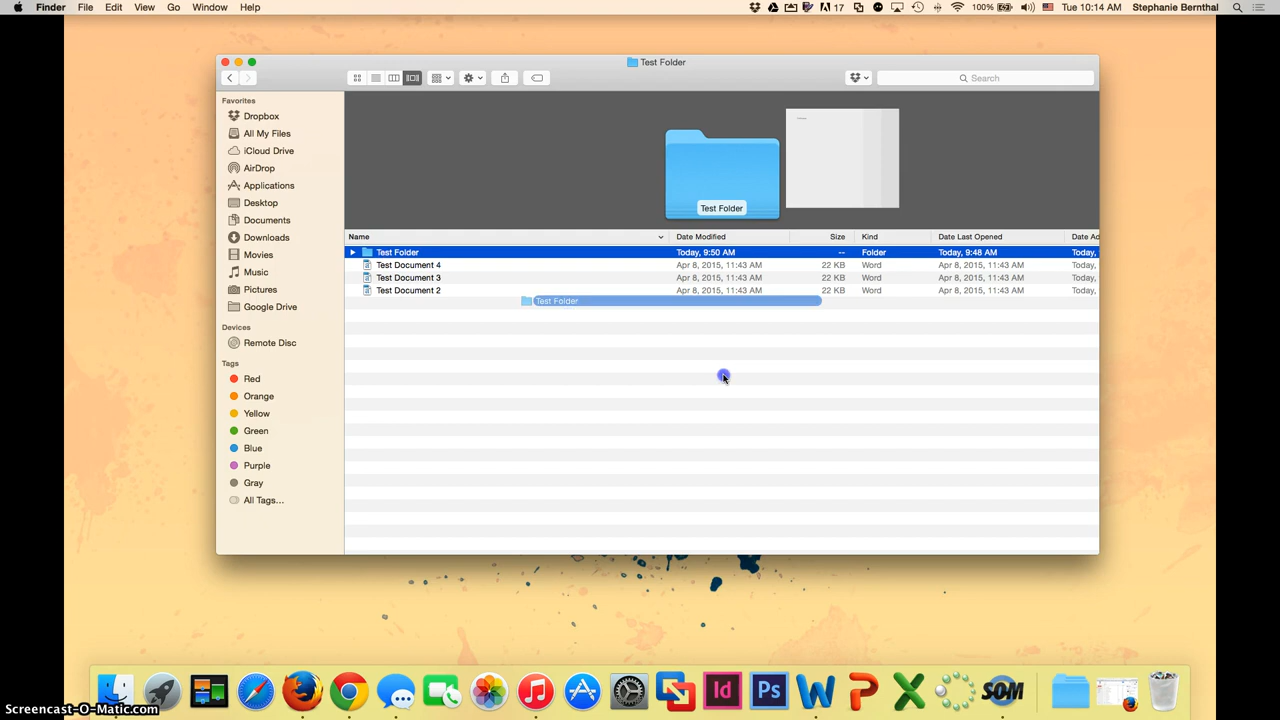 Finder File Edit View Go Window Help 17 100% Tue 10:14 AM Stephanie Bernthal
Test Folder
Search
Favorites
Dropbox
All My Files
iCloud Drive
AirDrop
Applications
Desktop
Documents
Downloads
Movies
Music
Pictures
Google Drive
Devices
Remote Disc
Tags
Red
Orange
Yellow
Green
Blue
Purple
Gray
All Tags...
Test Folder
Name Date Modified Size Kind Date Last Opened Date Ad
Test Folder Today, 9:50 AM -- Folder Today, 9:48 AM Today,
Test Document 4 Apr 8, 2015, 11:43 AM 22 KB Word Apr 8, 2015, 11:43 AM Today,
Test Document 3 Apr 8, 2015, 11:43 AM 22 KB Word Apr 8, 2015, 11:43 AM Today,
Test Document 2 Apr 8, 2015, 11:43 AM 22 KB Word Apr 8, 2015, 11:43 AM Today,
Test Folder
Id Ps W P X SOM
Screencast-O-Matic.com